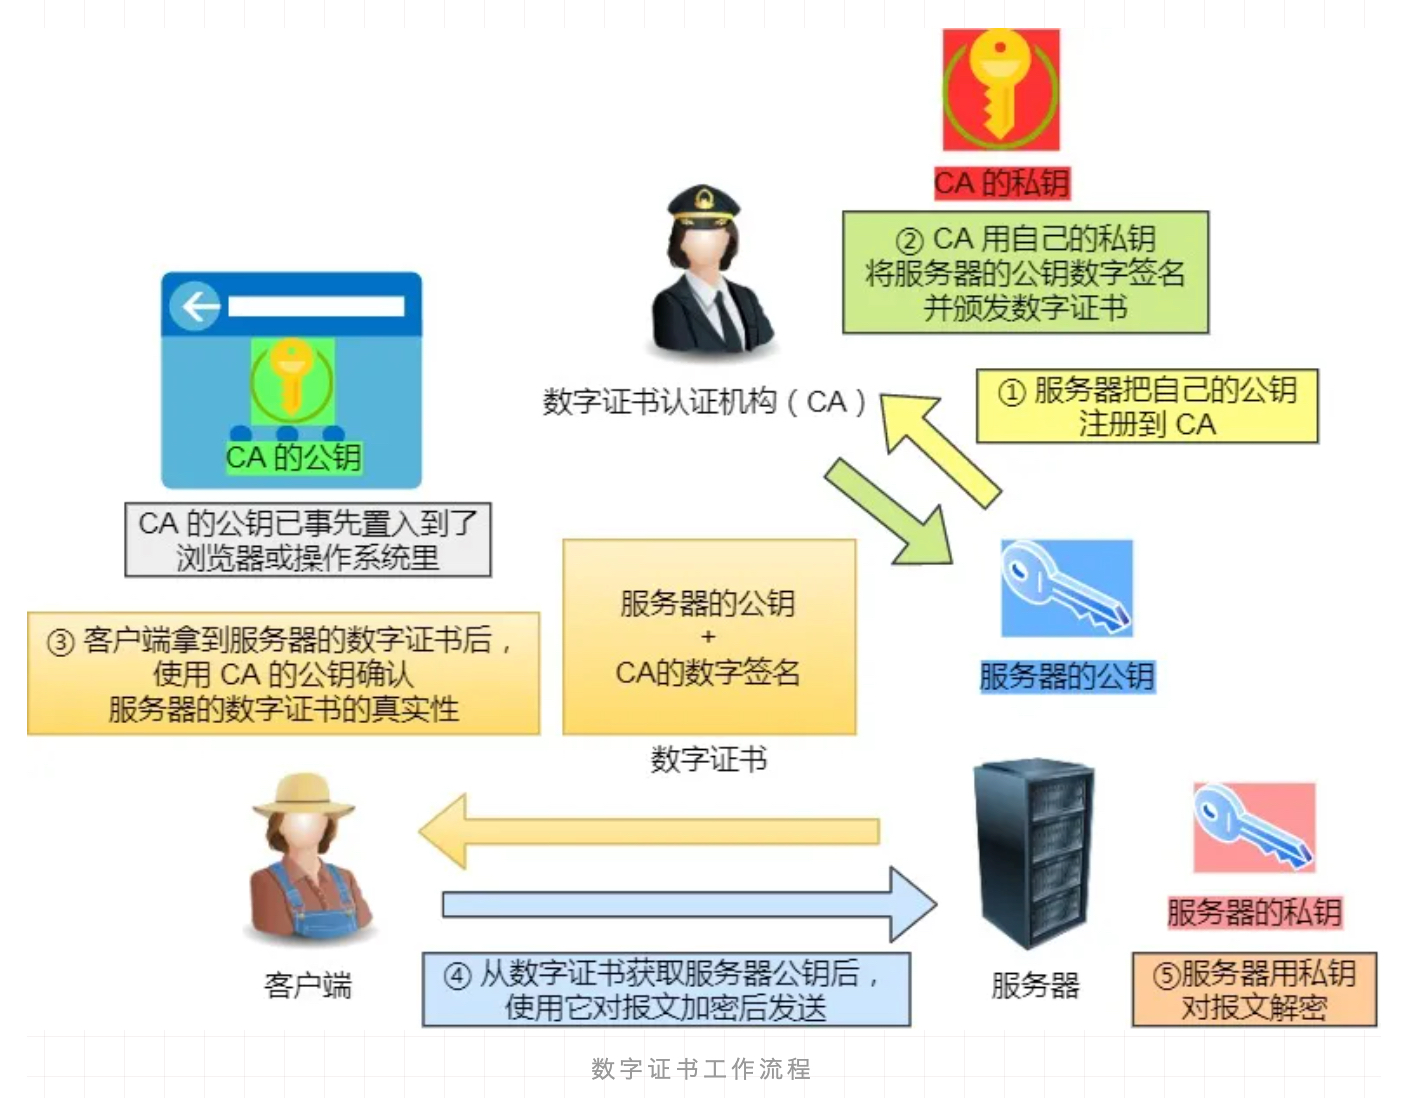 CA 的私钥
② CA 用自己的私钥
将服务器的公钥数字签名
并颁发数字证书
数字证书认证机构（CA）
① 服务器把自己的公钥
注册到 CA
CA 的公钥
CA 的公钥已事先置入到了
浏览器或操作系统里
服务器的公钥
+
CA的数字签名
数字证书
服务器的公钥
③ 客户端拿到服务器的数字证书后，
使用 CA 的公钥确认
服务器的数字证书的真实性
客户端
④ 从数字证书获取服务器公钥后，
使用它对报文加密后发送
服务器
服务器的私钥
⑤服务器用私钥
对报文解密
数字证书工作流程